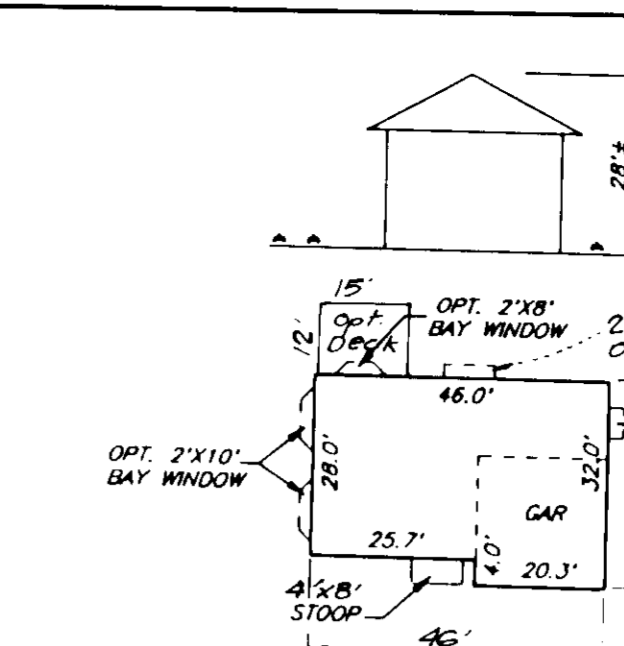 28'±
15'
12'
opt.
Deck
OPT. 2'X8'
BAY WINDOW
2
46.0'
OPT. 2'X10'
BAY WINDOW
28.0'
32.0'
GAR
25.7'
4.0'
20.3'
4'x8'
STOOP
46'